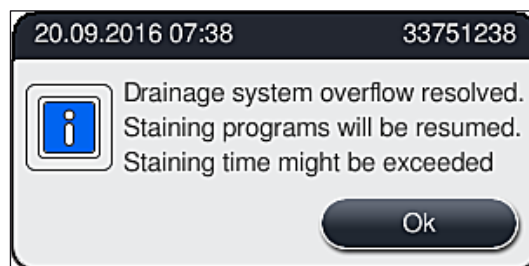 20.09.2016 07:38 33751238
Drainage system overflow resolved.
Staining programs will be resumed.
Staining time might be exceeded
Ok